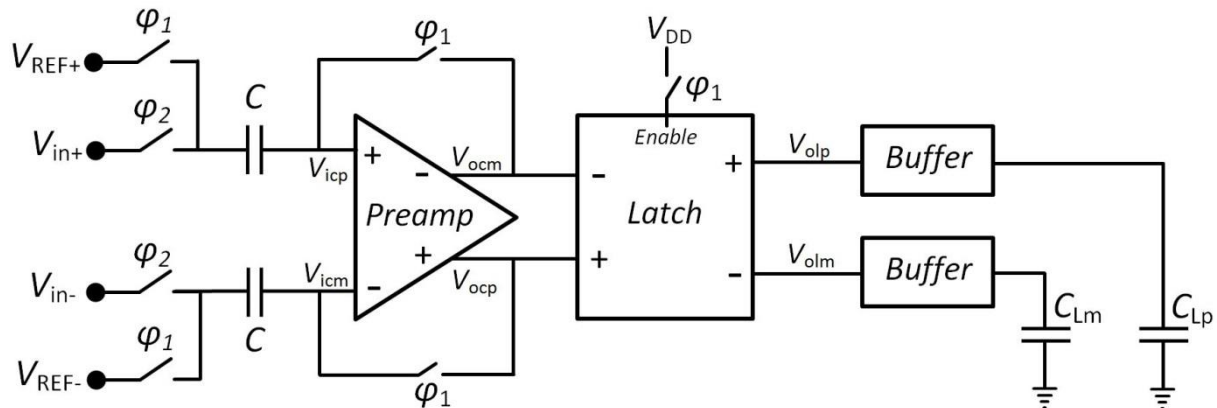 φ1
VREF+
φ2
Vin+
C
φ1
Vicp
+
-
Preamp
+
-
Vocm
Vocp
VDD
φ1
Enable
-
+
Latch
+
-
Volp
Buffer
Volm
Buffer
CLm
CLp
φ2
Vin-
φ1
VREF-
C
Vicm
φ1